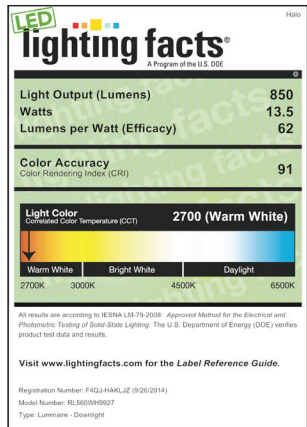 Halo
LED
lighting facts®
A Program of the U.S. DOE
Light Output (Lumens) 850
Watts 13.5
Lumens per Watt (Efficacy) 62
Color Accuracy 91
Color Rendering Index (CRI)
Light Color 2700 (Warm White)
Correlated Color Temperature (CCT)
Warm White Bright White Daylight
2700K 3000K 4500K 6500K
All results are according to IESNA LM-79-2008: Approved Method for the Electrical and
Photometric Testing of Solid-State Lighting. The U.S. Department of Energy (DOE) verifies
product test data and results.
Visit www.lightingfacts.com for the Label Reference Guide.
Registration Number: F4QJ-HAKLJZ (9/26/2014)
Model Number: RL560WH9927
Type: Luminaire - Downlight